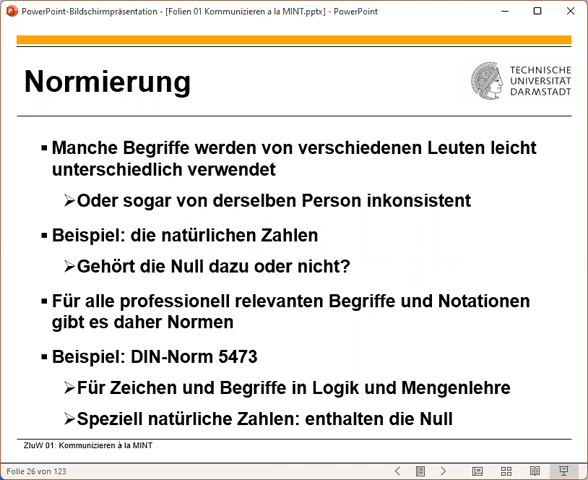 PowerPoint-Bildschirmpräsentation - [Folien 01 Kommunizieren a la MINT.pptx] - PowerPoint
Normierung
TECHNISCHE
UNIVERSITÄT
DARMSTADT
▪ Manche Begriffe werden von verschiedenen Leuten leicht
unterschiedlich verwendet
➢Oder sogar von derselben Person inkonsistent
▪ Beispiel: die natürlichen Zahlen
➢Gehört die Null dazu oder nicht?
▪ Für alle professionell relevanten Begriffe und Notationen
gibt es daher Normen
▪ Beispiel: DIN-Norm 5473
➢Für Zeichen und Begriffe in Logik und Mengenlehre
➢Speziell natürliche Zahlen: enthalten die Null
ZIuW 01: Kommunizieren à la MINT
Folie 26 von 123